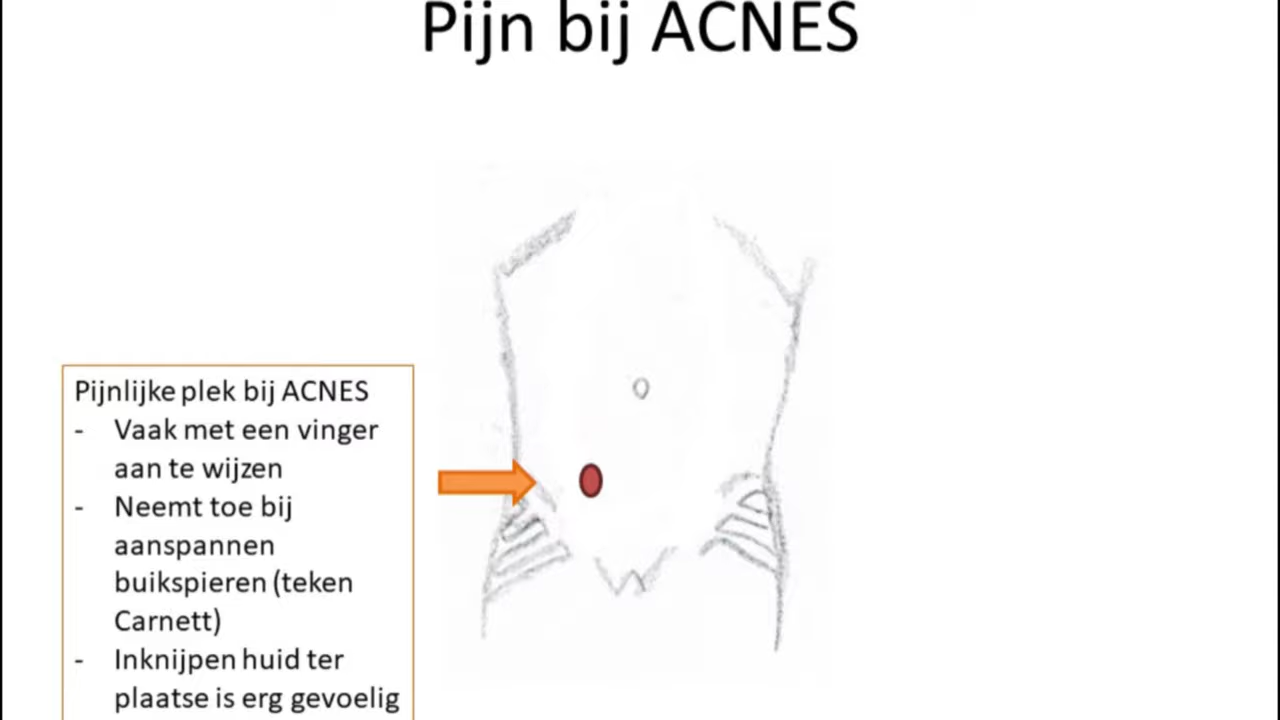 Pijn bij ACNES
Pijnlijke plek bij ACNES
- Vaak met een vinger
aan te wijzen
- Neemt toe bij
aanspannen
buikspieren (teken
Carnett)
- Inknijpen huid ter
plaatse is erg gevoelig